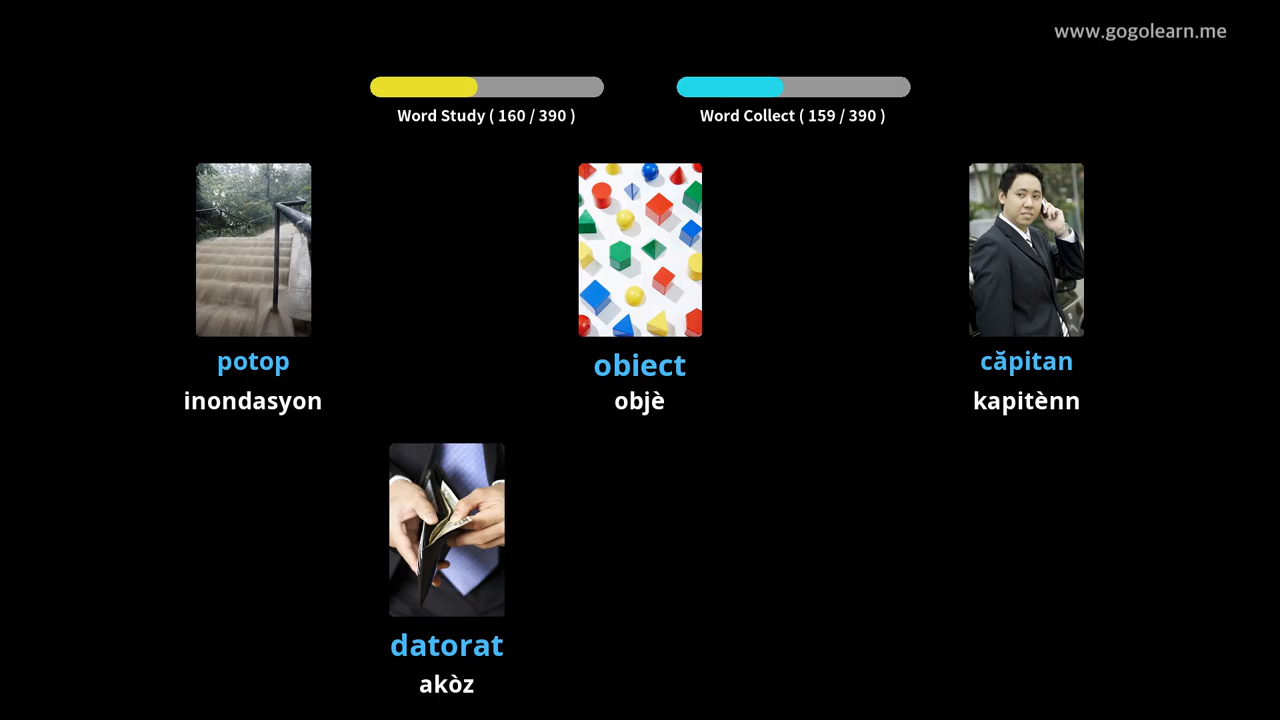 www.gogolearn.me
Word Study ( 160 / 390 )
Word Collect ( 159 / 390 )
potop
obiect
căpitan
inondasyon
objè
kapitènn
datorat
akòz